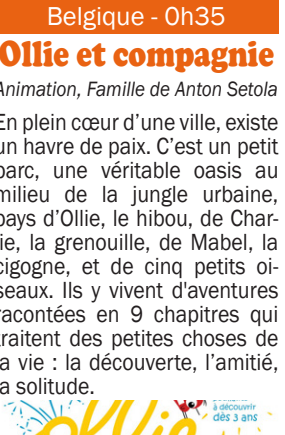 Belgique - 0h35
Ollie et compagnie
Animation, Famille de Anton Setola
En plein cœur d’une ville, existe
un havre de paix. C’est un petit
parc, une véritable oasis au
milieu de la jungle urbaine,
pays d’Ollie, le hibou, de Char-
lie, la grenouille, de Mabel, la
cigogne, et de cinq petits oi-
seaux. Ils y vivent d'aventures
racontées en 9 chapitres qui
traitent des petites choses de
la vie : la découverte, l’amitié,
la solitude.
à découvrir
dès 3 ans
Ollie